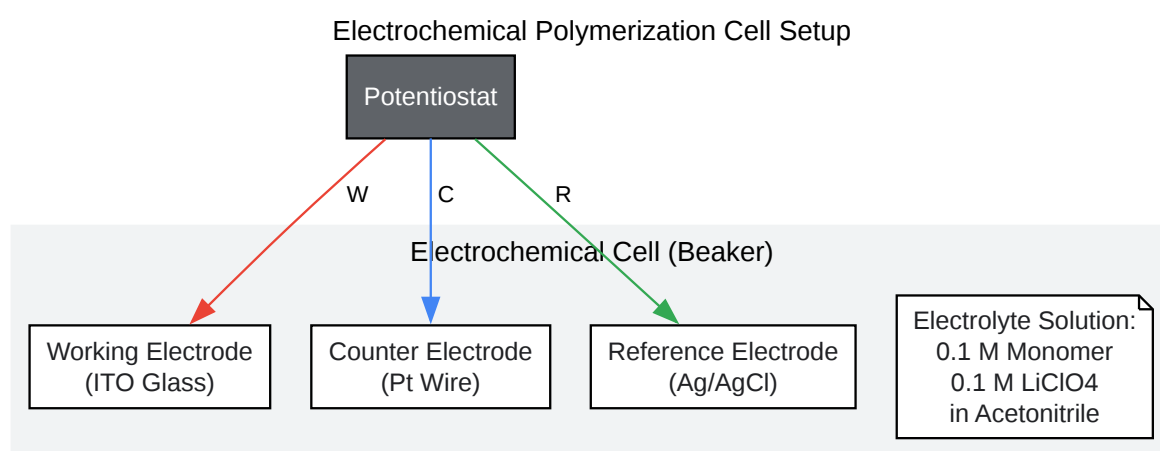 Electrochemical Polymerization Cell Setup
Potentiostat
W
C
R
Electrochemical Cell (Beaker)
Working Electrode
(ITO Glass)
Counter Electrode
(Pt Wire)
Reference Electrode
(Ag/AgCl)
Electrolyte Solution:
0.1 M Monomer
0.1 M LiClO4
in Acetonitrile